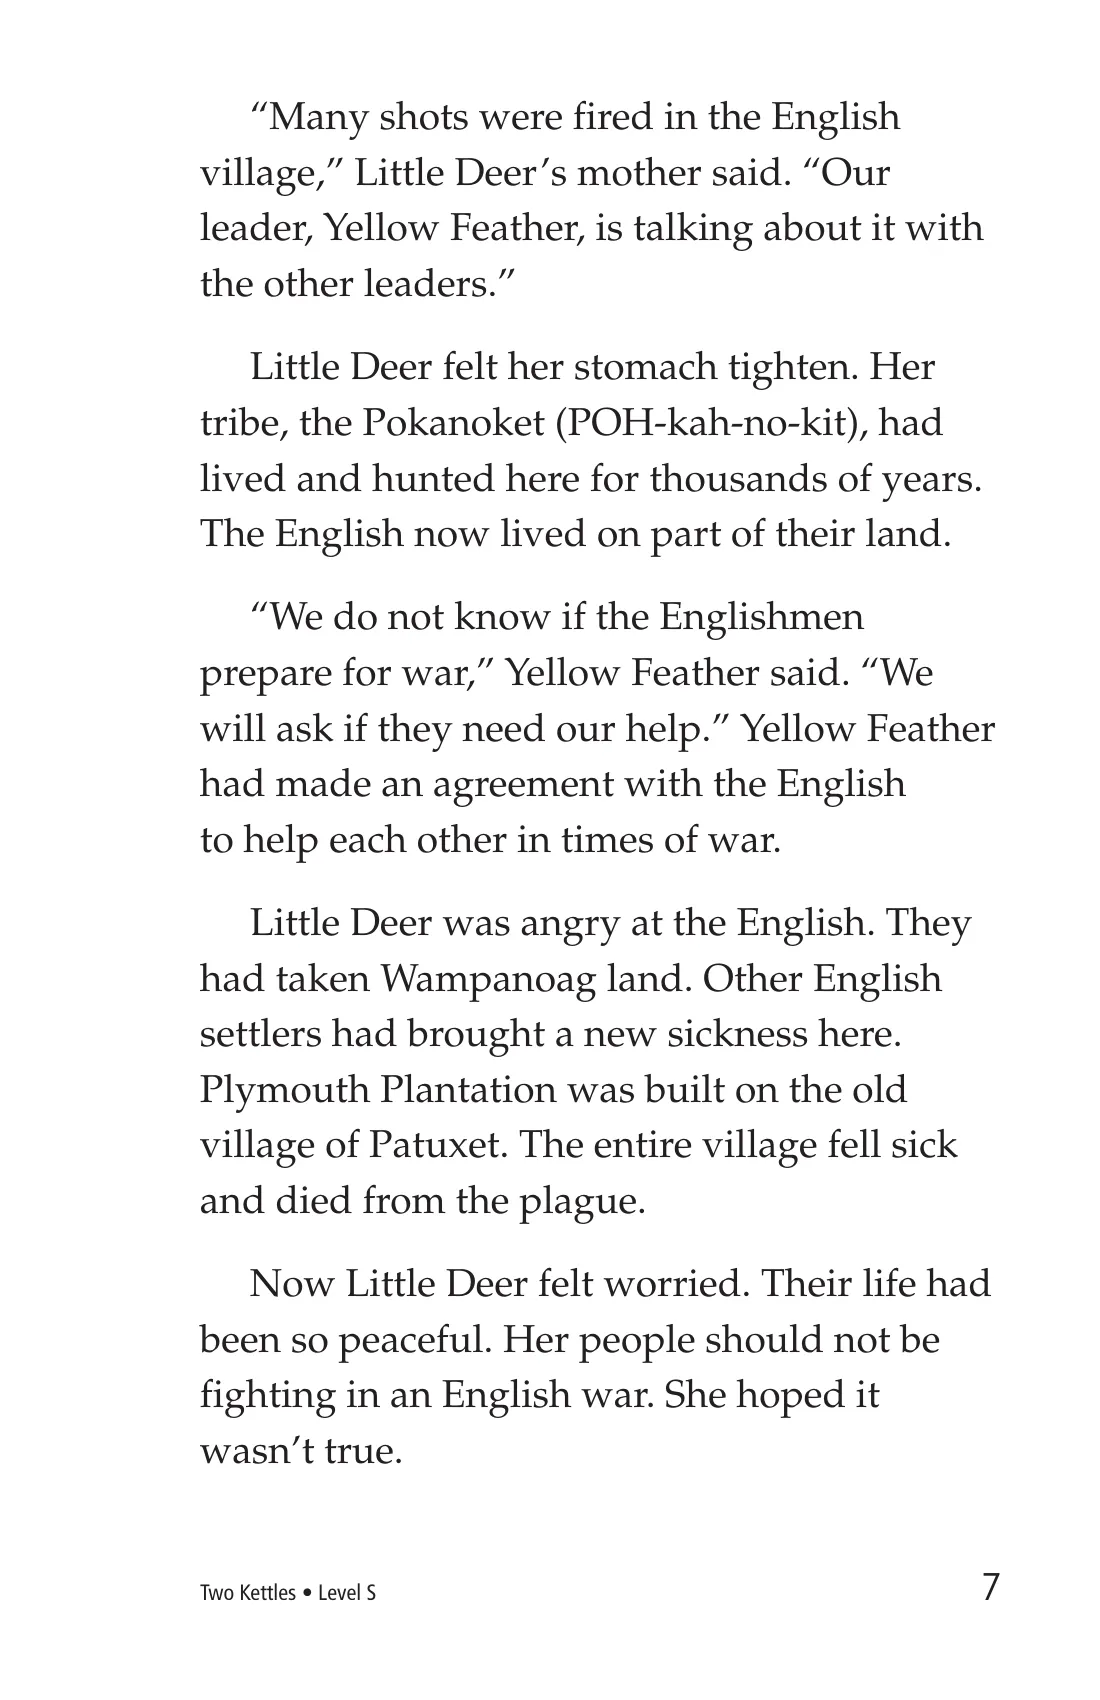 “Many shots were fired in the English
village,” Little Deer’s mother said. “Our
leader, Yellow Feather, is talking about it with
the other leaders.”
Little Deer felt her stomach tighten. Her
tribe, the Pokanoket (POH-kah-no-kit), had
lived and hunted here for thousands of years.
The English now lived on part of their land.
“We do not know if the Englishmen
prepare for war,” Yellow Feather said. “We
will ask if they need our help.” Yellow Feather
had made an agreement with the English
to help each other in times of war.
Little Deer was angry at the English. They
had taken Wampanoag land. Other English
settlers had brought a new sickness here.
Plymouth Plantation was built on the old
village of Patuxet. The entire village fell sick
and died from the plague.
Now Little Deer felt worried. Their life had
been so peaceful. Her people should not be
fighting in an English war. She hoped it
wasn’t true.
Two Kettles • Level S
7